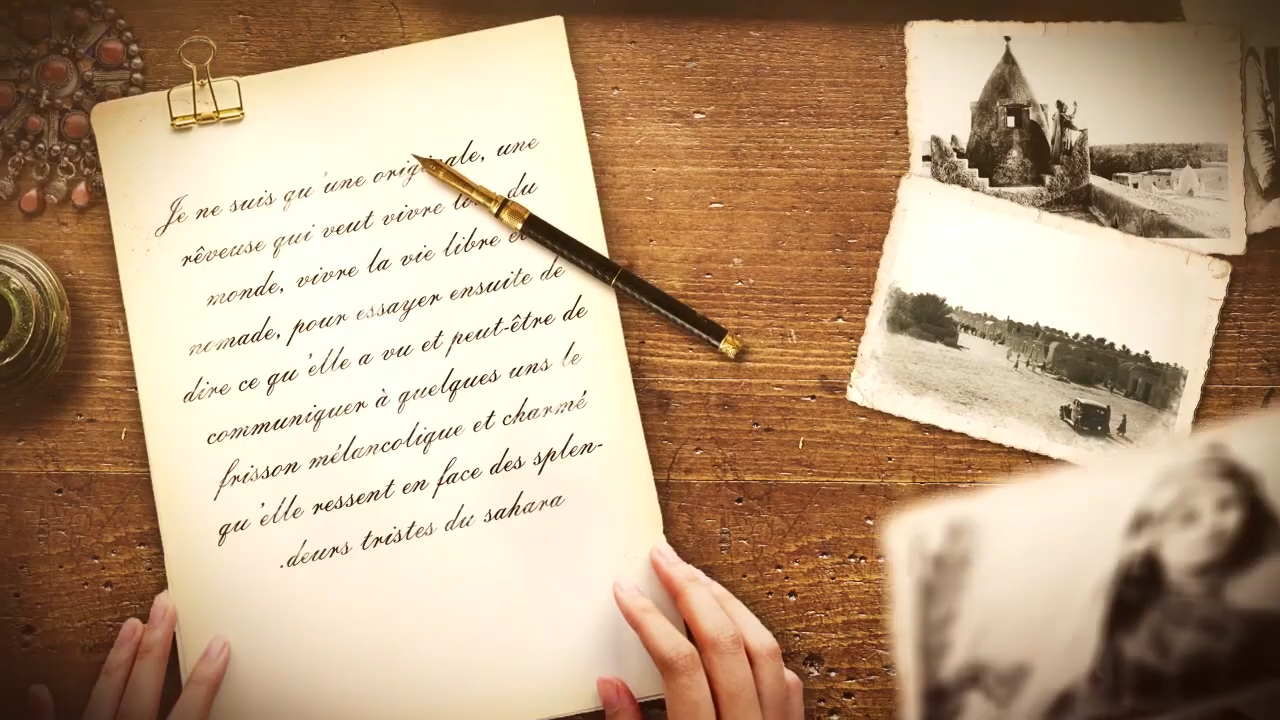 Je ne suis qu'une originale, une
rêveuse qui veut vivre du
monde, vivre la vie libre et
nomade, pour essayer ensuite de
dire ce qu'elle a vu et peut-être de
communiquer à quelques uns le
frisson mélancolique et charmé
qu'elle ressent en face des splen-
.deurs tristes du sahara